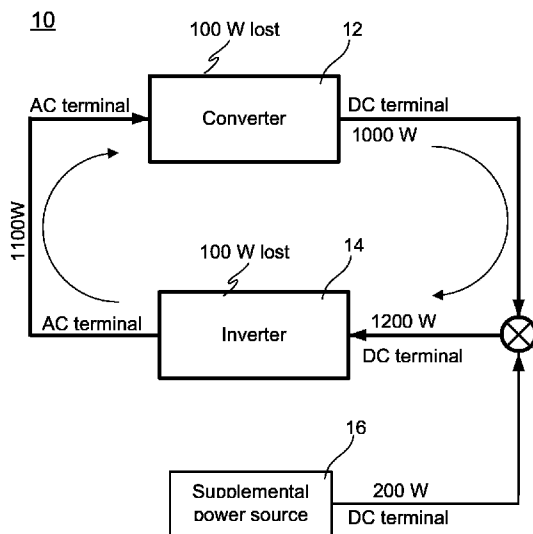 10
100 W lost
12
AC terminal
Converter
DC terminal
1000 W
1100W
100 W lost
14
AC terminal
Inverter
1200 W
DC terminal
16
Supplemental
power source
200 W
DC terminal